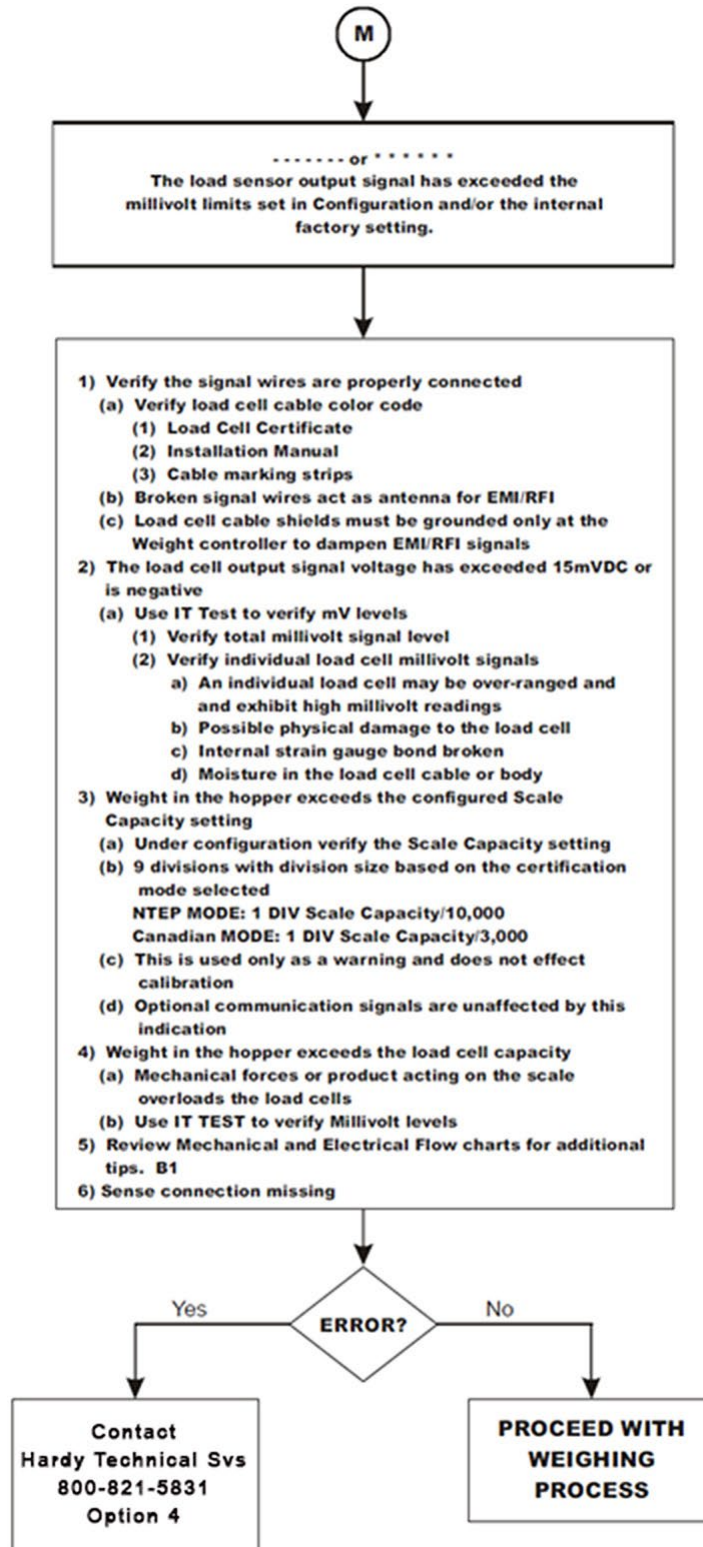 M
------- or * * * * * *
The load sensor output signal has exceeded the
millivolt limits set in Configuration and/or the internal
factory setting.
1) Verify the signal wires are properly connected
(a) Verify load cell cable color code
(1) Load Cell Certificate
(2) Installation Manual
(3) Cable marking strips
(b) Broken signal wires act as antenna for EMI/RFI
(c) Load cell cable shields must be grounded only at the
Weight controller to dampen EMI/RFI signals
2) The load cell output signal voltage has exceeded 15mVDC or
is negative
(a) Use IT Test to verify mV levels
(1) Verify total millivolt signal level
(2) Verify individual load cell millivolt signals
a) An individual load cell may be over-ranged and
and exhibit high millivolt readings
b) Possible physical damage to the load cell
c) Internal strain gauge bond broken
d) Moisture in the load cell cable or body
3) Weight in the hopper exceeds the configured Scale
Capacity setting
(a) Under configuration verify the Scale Capacity setting
(b) 9 divisions with division size based on the certification
mode selected
NTEP MODE: 1 DIV Scale Capacity/10,000
Canadian MODE: 1 DIV Scale Capacity/3,000
(c) This is used only as a warning and does not effect
calibration
(d) Optional communication signals are unaffected by this
indication
4) Weight in the hopper exceeds the load cell capacity
(a) Mechanical forces or product acting on the scale
overloads the load cells
(b) Use IT TEST to verify Millivolt levels
5) Review Mechanical and Electrical Flow charts for additional
tips. B1
6) Sense connection missing
ERROR?
Yes
No
Contact
Hardy Technical Svs
800-821-5831
Option 4
PROCEED WITH
WEIGHING
PROCESS